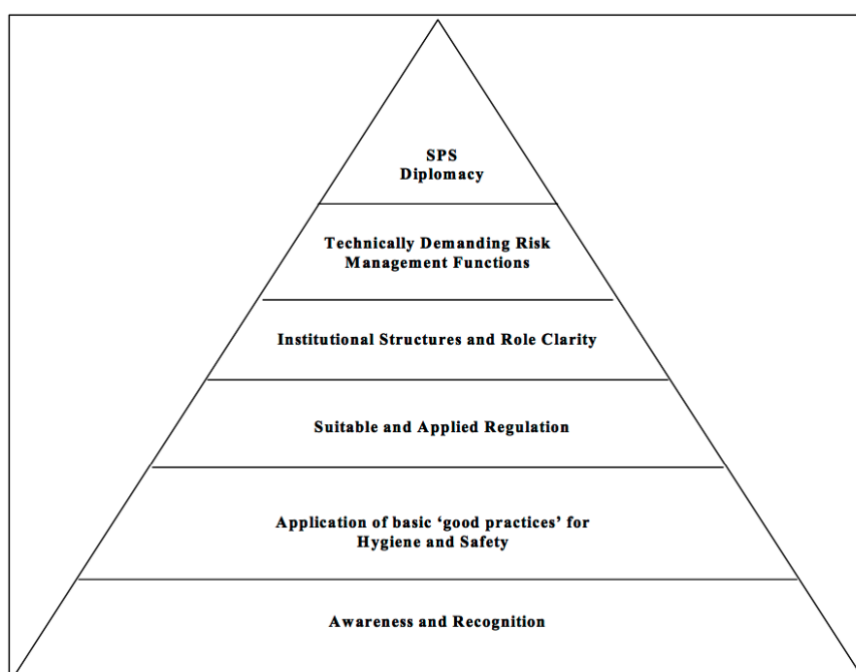 SPS
Diplomacy
Technically Demanding Risk
Management Functions
Institutional Structures and Role Clarity
Suitable and Applied Regulation
Application of basic ‘good practices’ for
Hygiene and Safety
Awareness and Recognition